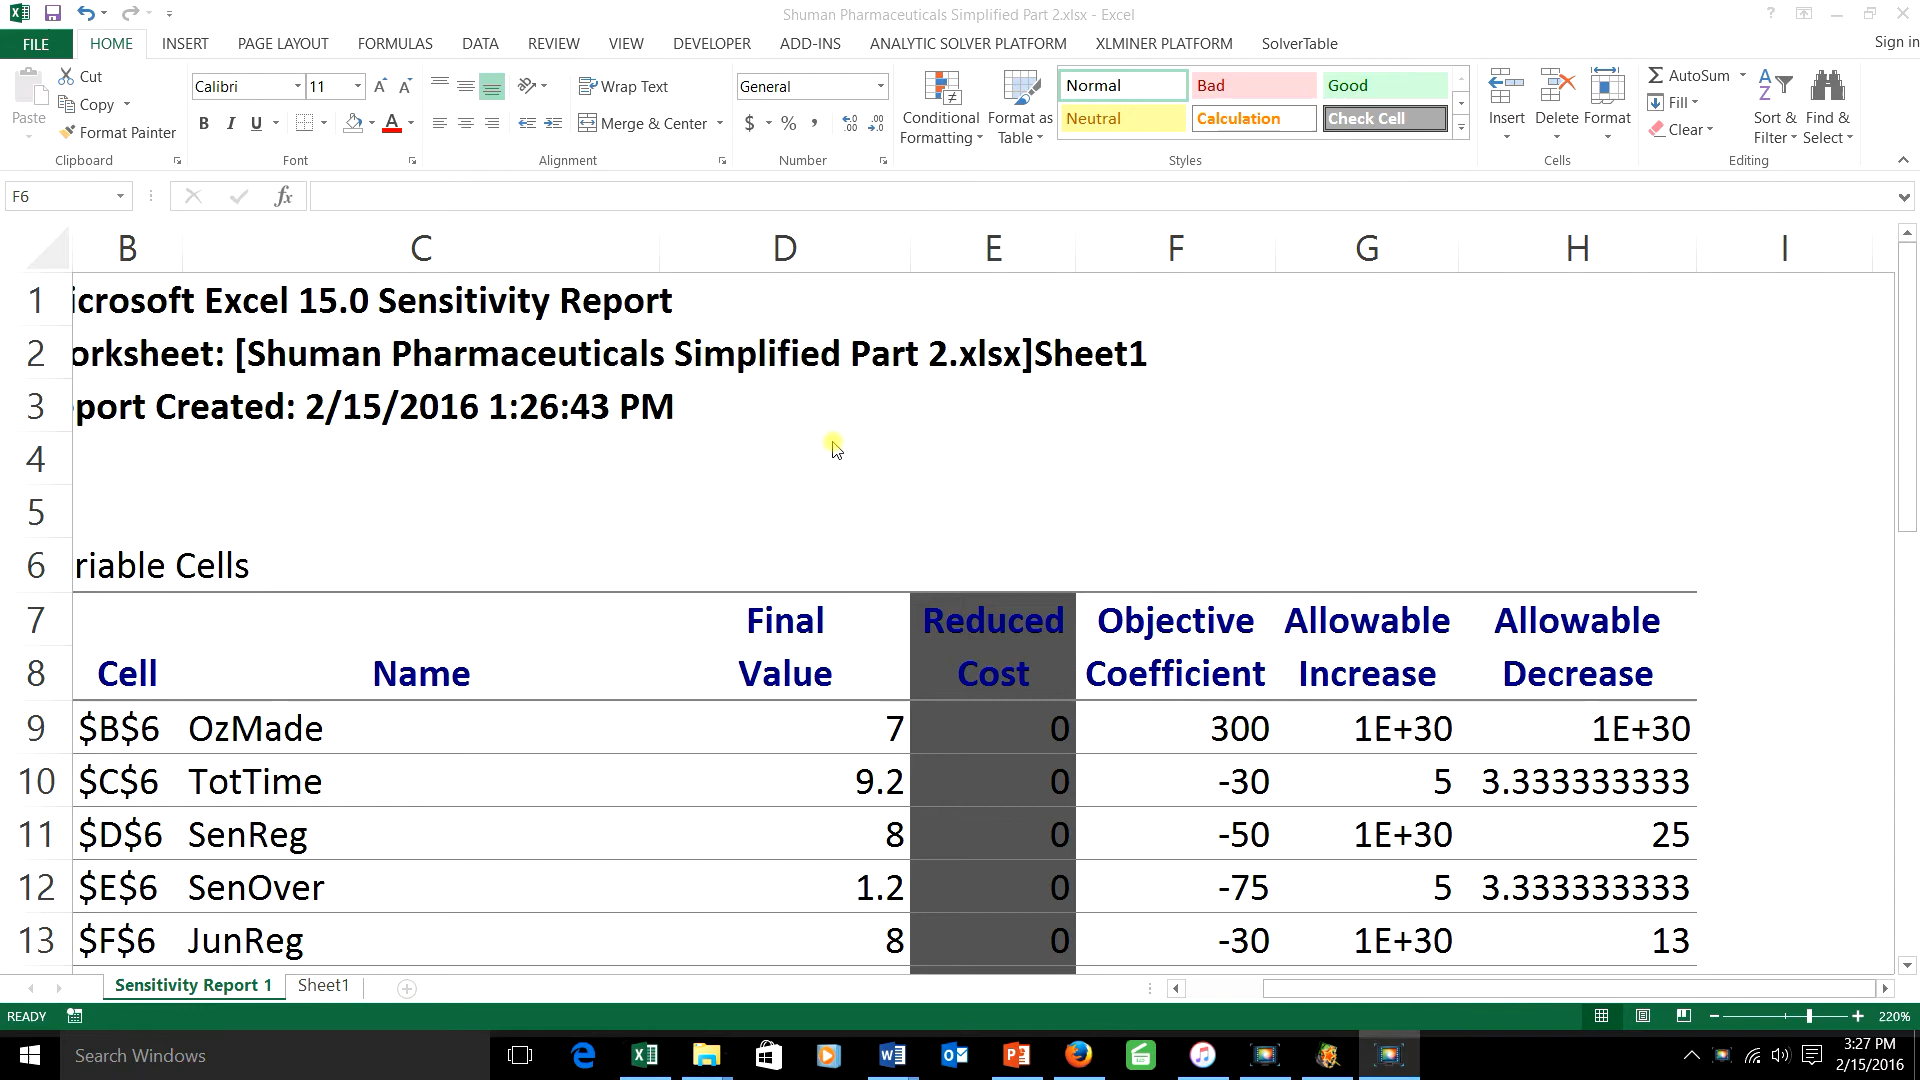 Shuman Pharmaceuticals Simplified Part 2.xlsx - Excel
?
FILE HOME INSERT PAGE LAYOUT FORMULAS DATA REVIEW VIEW DEVELOPER ADD-INS ANALYTIC SOLVER PLATFORM XLMINER PLATFORM SolverTable Sign in
Paste Cut
Copy
Format Painter
Clipboard
Calibri 11
B I U
Font
Wrap Text
Merge & Center
Alignment
General
$ % ,
Number
Conditional Formatting
Format as Table
Normal Bad Good
Neutral Calculation Check Cell
Styles
Insert Delete Format
Cells
AutoSum
Fill
Clear
Sort & Filter
Find & Select
Editing
F6 fx
B C D E F G H I
1 icrosoft Excel 15.0 Sensitivity Report
2 orksheet: [Shuman Pharmaceuticals Simplified Part 2.xlsx]Sheet1
3 port Created: 2/15/2016 1:26:43 PM
4
5
6 riable Cells
7 Final Reduced Objective Allowable Allowable
8 Cell Name Value Cost Coefficient Increase Decrease
9 $B$6 OzMade 7 0 300 1E+30 1E+30
10 $C$6 TotTime 9.2 0 -30 5 3.333333333
11 $D$6 SenReg 8 0 -50 1E+30 25
12 $E$6 SenOver 1.2 0 -75 5 3.333333333
13 $F$6 JunReg 8 0 -30 1E+30 13
Sensitivity Report 1 Sheet1
READY 220%
Search Windows
3:27 PM
2/15/2016